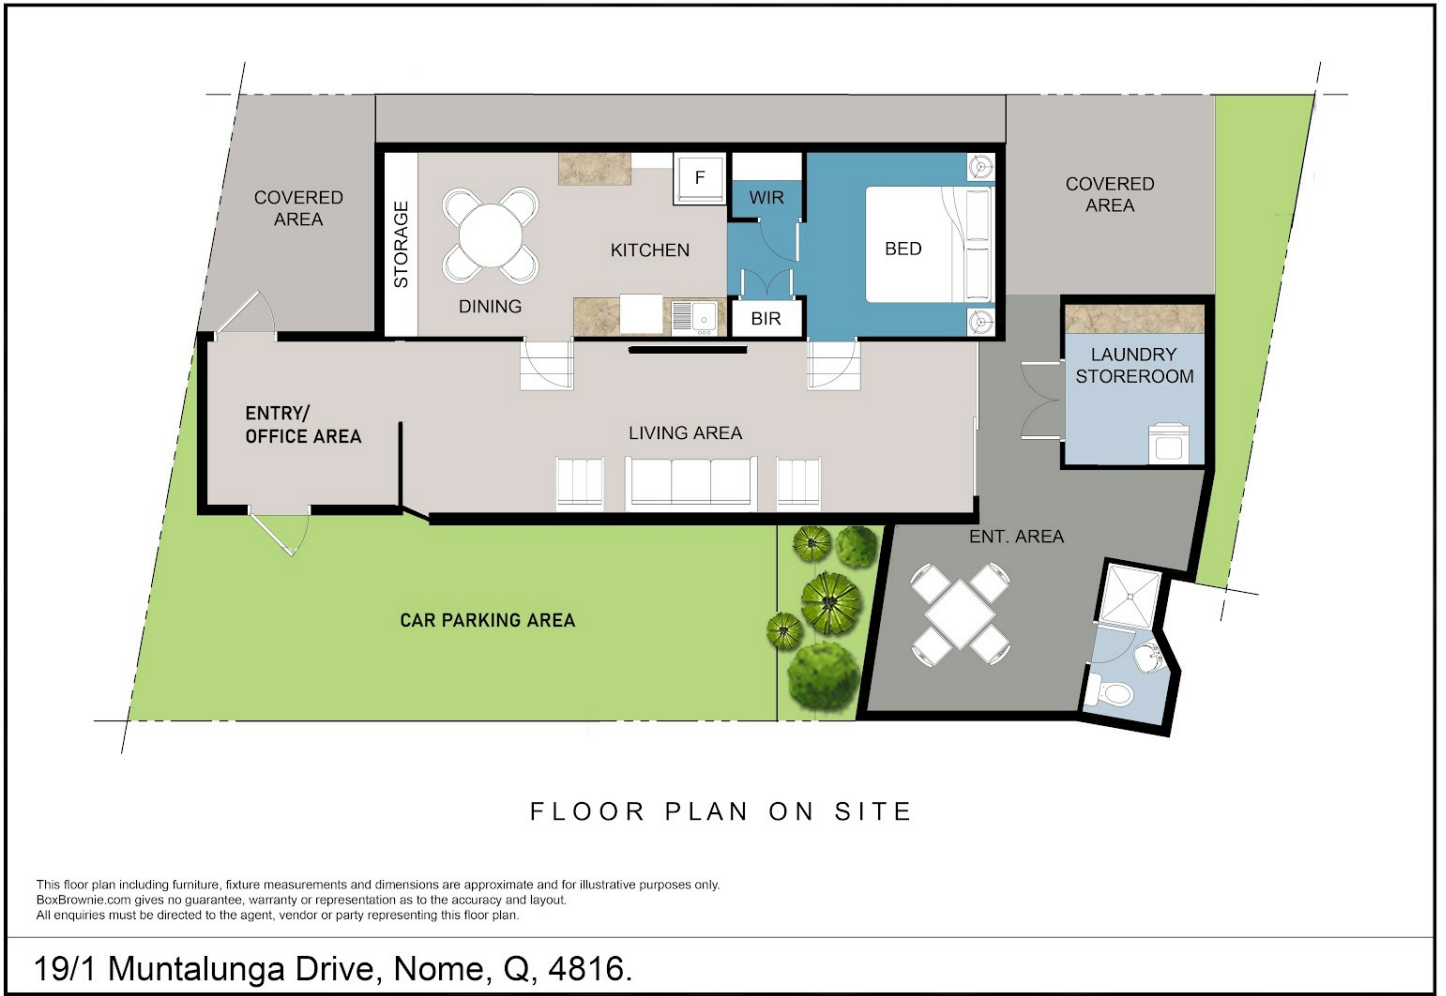 COVERED
AREA
STORAGE
DINING
KITCHEN
F
WIR
BIR
BED
COVERED
AREA
LAUNDRY
STOREROOM
ENTRY/
OFFICE AREA
LIVING AREA
ENT. AREA
CAR PARKING AREA
FLOOR PLAN ON SITE
This floor plan including furniture, fixture measurements and dimensions are approximate and for illustrative purposes only.
BoxBrownie.com gives no guarantee, warranty or representation as to the accuracy and layout.
All enquiries must be directed to the agent, vendor or party representing this floor plan.
19/1 Muntalunga Drive, Nome, Q, 4816.